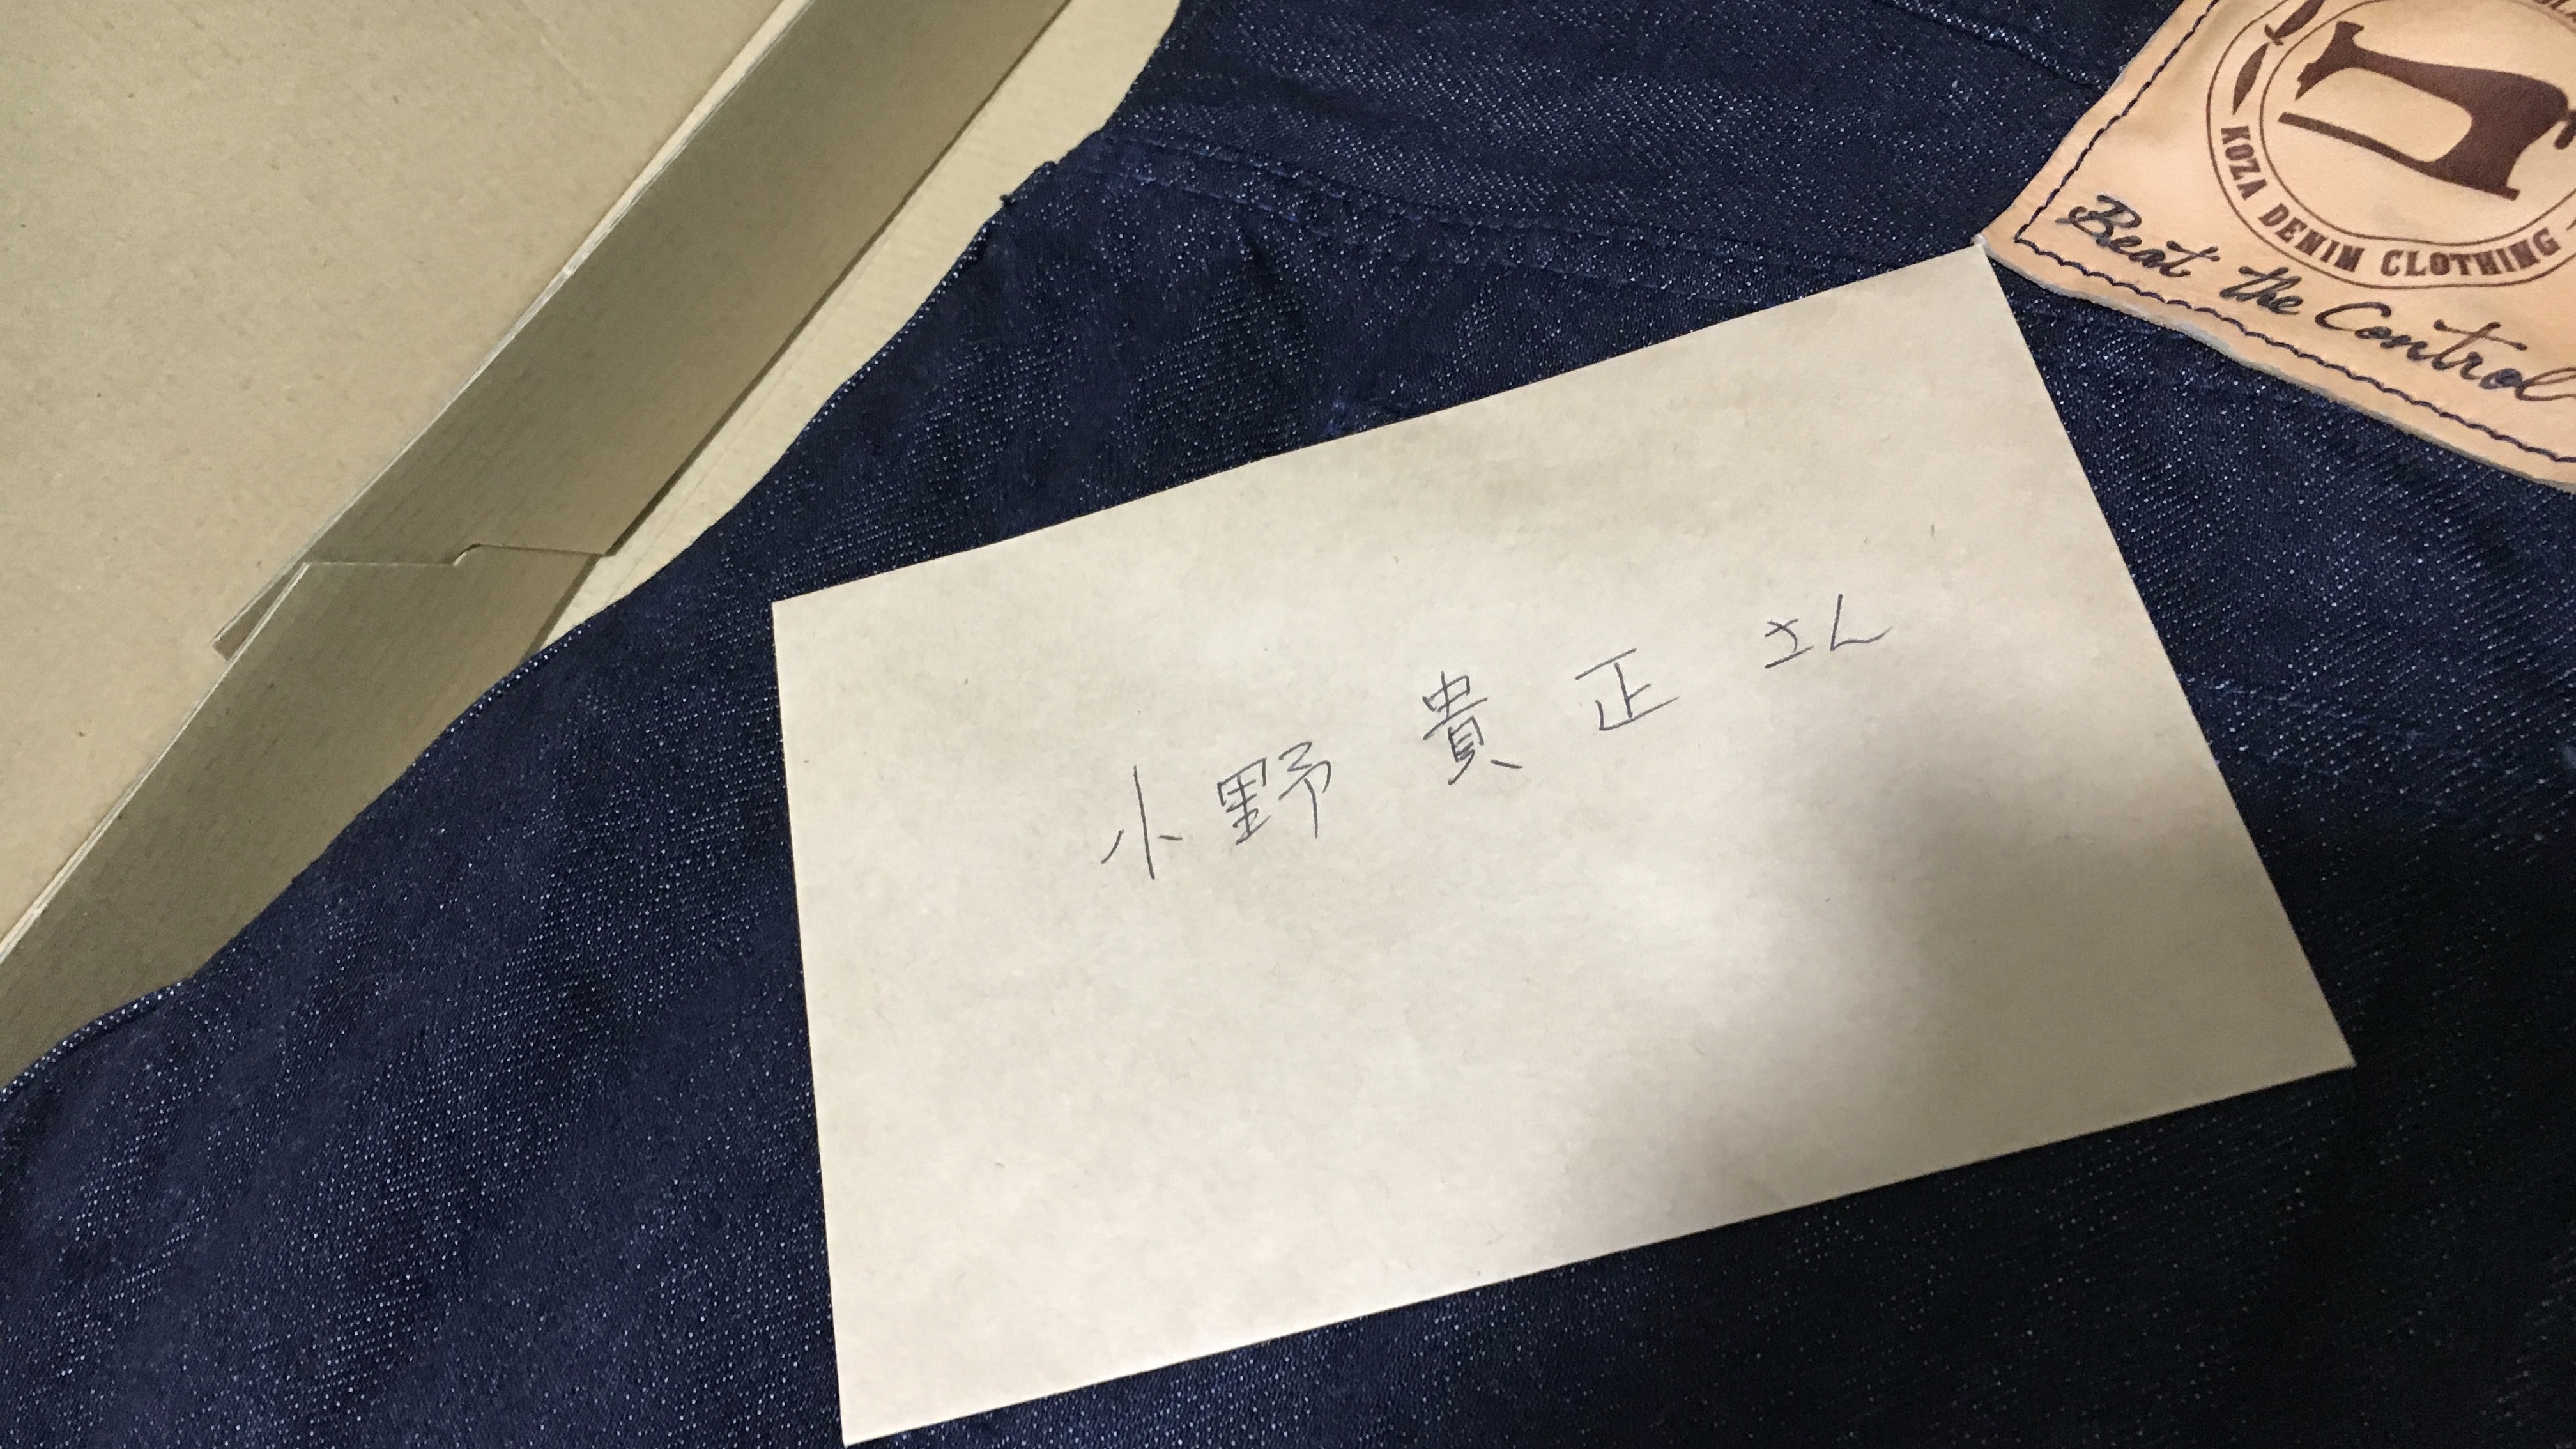 KOZA DENIM CLOTHING
Beat the Control
小野 貴正 さん